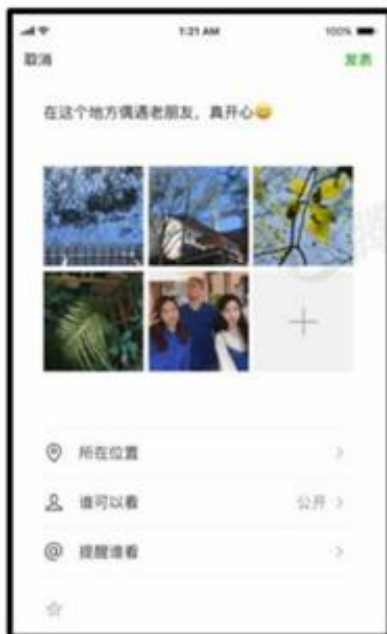 1:21 AM
100%
取消
发表
在这个地方偶遇老朋友，真开心😄
所在位置
谁可以看
公开
提醒谁看